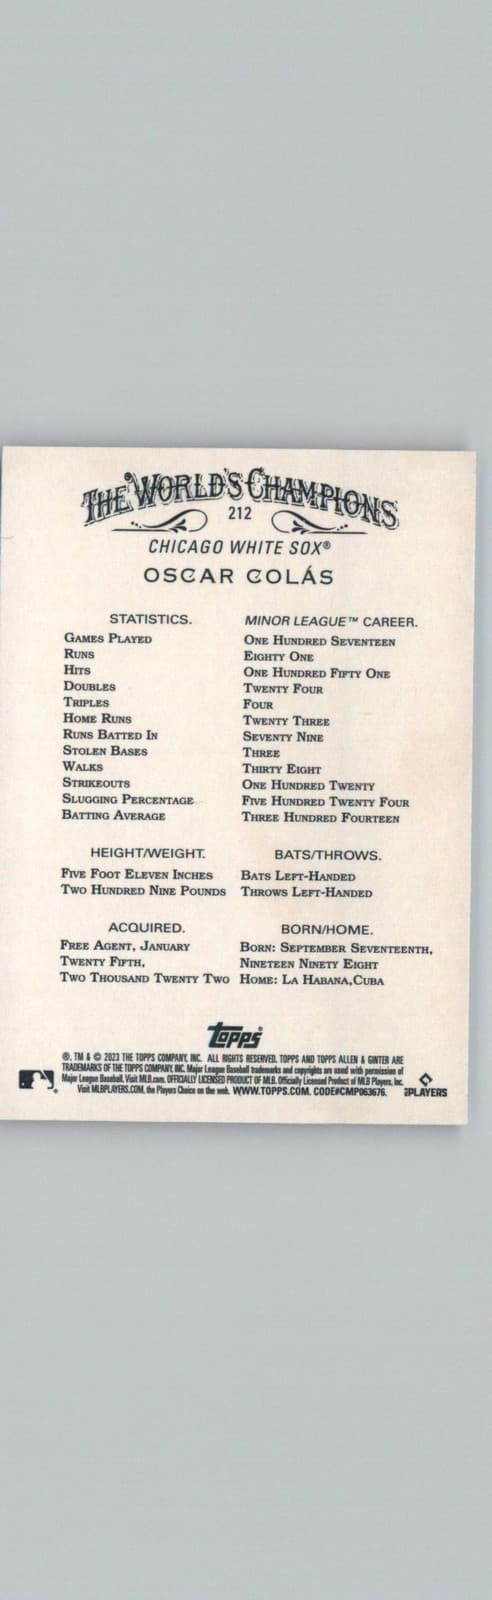 THE WORLD'S CHAMPIONS
212
CHICAGO WHITE SOX®
OSCAR COLÁS
STATISTICS. MINOR LEAGUE™ CAREER.
GAMES PLAYED ONE HUNDRED SEVENTEEN
RUNS EIGHTY ONE
HITS ONE HUNDRED FIFTY ONE
DOUBLES TWENTY FOUR
TRIPLES FOUR
HOME RUNS TWENTY THREE
RUNS BATTED IN SEVENTY NINE
STOLEN BASES THREE
WALKS THIRTY EIGHT
STRIKEOUTS ONE HUNDRED TWENTY
SLUGGING PERCENTAGE FIVE HUNDRED TWENTY FOUR
BATTING AVERAGE THREE HUNDRED FOURTEEN
HEIGHT/WEIGHT. BATS/THROWS.
FIVE FOOT ELEVEN INCHES BATS LEFT-HANDED
TWO HUNDRED NINE POUNDS THROWS LEFT-HANDED
ACQUIRED. BORN/HOME.
FREE AGENT, JANUARY BORN: SEPTEMBER SEVENTEENTH,
TWENTY FIFTH, NINETEEN NINETY EIGHT
TWO THOUSAND TWENTY TWO HOME: LA HABANA, CUBA
Topps®
®, TM & © 2023 THE TOPPS COMPANY, INC. ALL RIGHTS RESERVED. TOPPS AND TOPPS ALLEN & GINTER ARE
TRADEMARKS OF THE TOPPS COMPANY, INC. Major League Baseball trademarks and copyrights are used with permission of
Major League Baseball. Visit MLB.com. OFFICIALLY LICENSED PRODUCT OF MLB. Officially Licensed Product of MLB Players, Inc.
Visit MLBPLAYERS.COM, the Players Choice on the web. WWW.TOPPS.COM. CODE#CMP063676.
PLAYERS